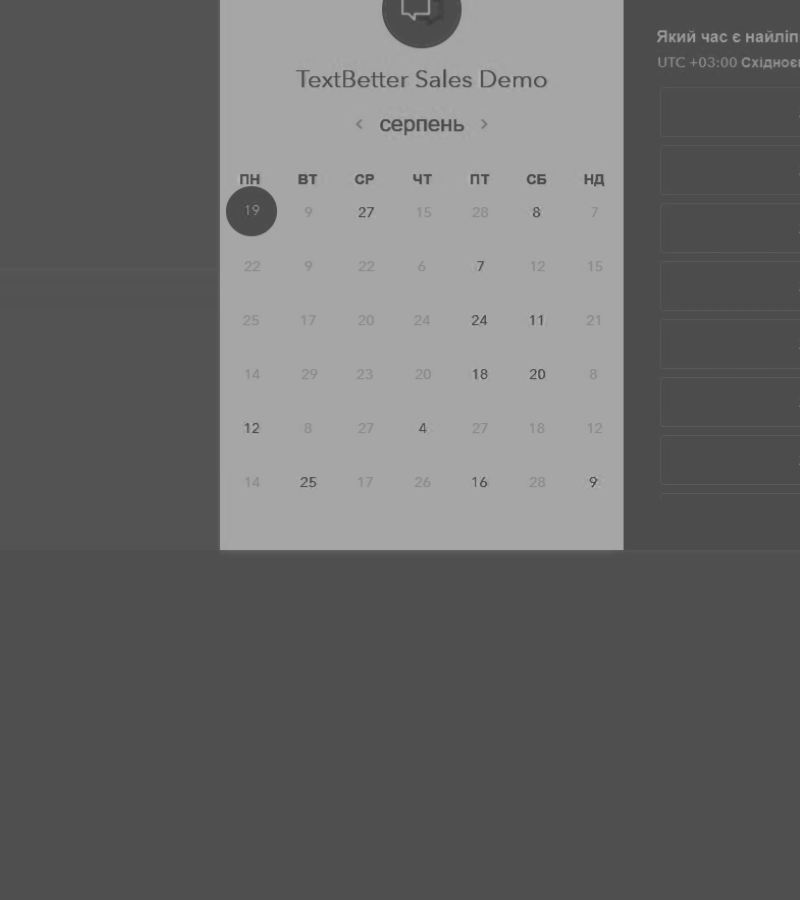 TextBetter Sales Demo
серпень
ПН ВТ СР ЧТ ПТ СБ НД
19 9 27 15 28 8 7
22 9 22 6 7 12 15
25 17 20 24 24 11 21
14 29 23 20 18 20 8
12 8 27 4 27 18 12
14 25 17 26 16 28 9
Який час є найліп
UTC +03:00 Східноє